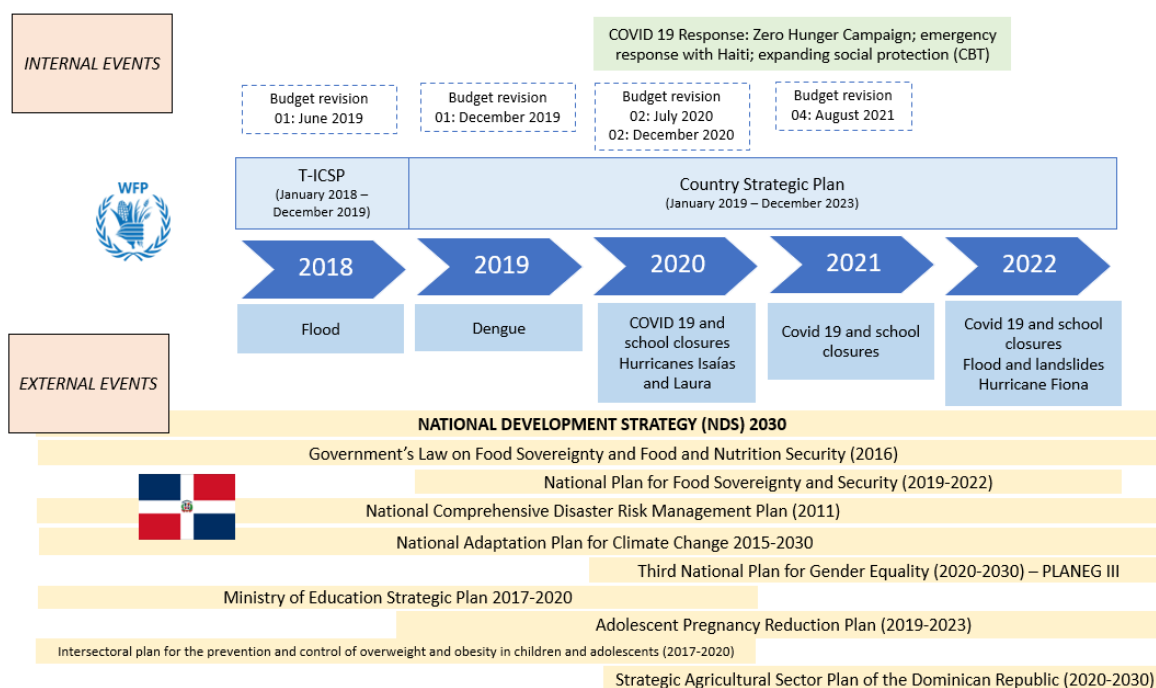 INTERNAL EVENTS
COVID 19 Response: Zero Hunger Campaign; emergency
response with Haiti; expanding social protection (CBT)
Budget revision
01: June 2019
Budget revision
01: December 2019
Budget revision
02: July 2020
02: December 2020
Budget revision
04: August 2021
WFP
T-ICSP
(January 2018 –
December 2019)
Country Strategic Plan
(January 2019 – December 2023)
2018
2019
2020
2021
2022
EXTERNAL EVENTS
Flood
Dengue
COVID 19 and
school closures
Hurricanes Isaías
and Laura
Covid 19 and school
closures
Covid 19 and school
closures
Flood and landslides
Hurricane Fiona
NATIONAL DEVELOPMENT STRATEGY (NDS) 2030
Government’s Law on Food Sovereignty and Food and Nutrition Security (2016)
National Plan for Food Sovereignty and Security (2019-2022)
National Comprehensive Disaster Risk Management Plan (2011)
National Adaptation Plan for Climate Change 2015-2030
Third National Plan for Gender Equality (2020-2030) – PLANEG III
Ministry of Education Strategic Plan 2017-2020
Adolescent Pregnancy Reduction Plan (2019-2023)
Intersectoral plan for the prevention and control of overweight and obesity in children and adolescents (2017-2020)
Strategic Agricultural Sector Plan of the Dominican Republic (2020-2030)